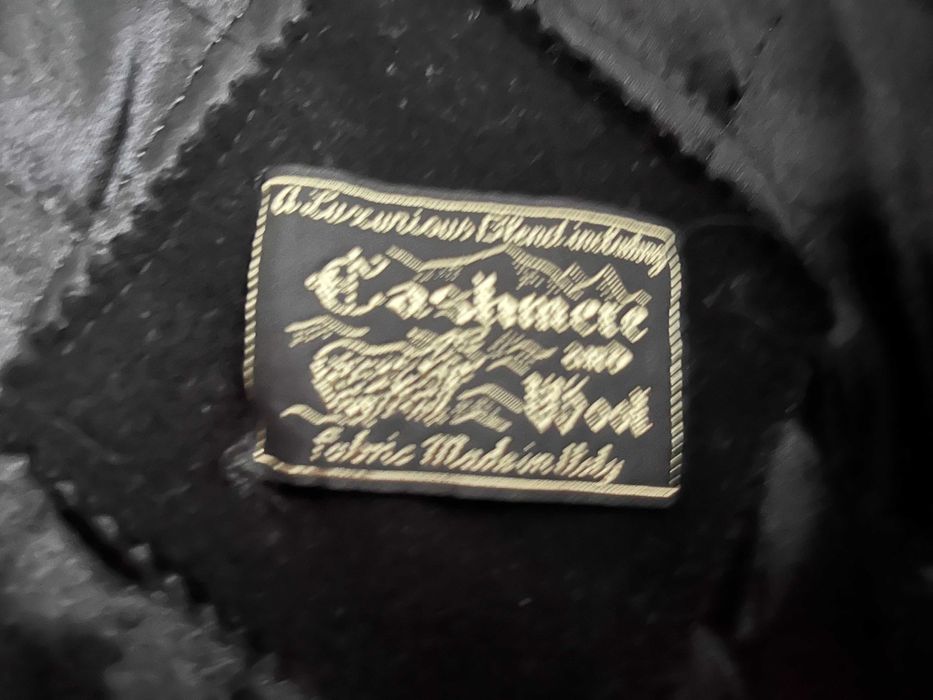 A Luxurious Blend including
Cashmere
AND
Wool
Fabric Made in Italy